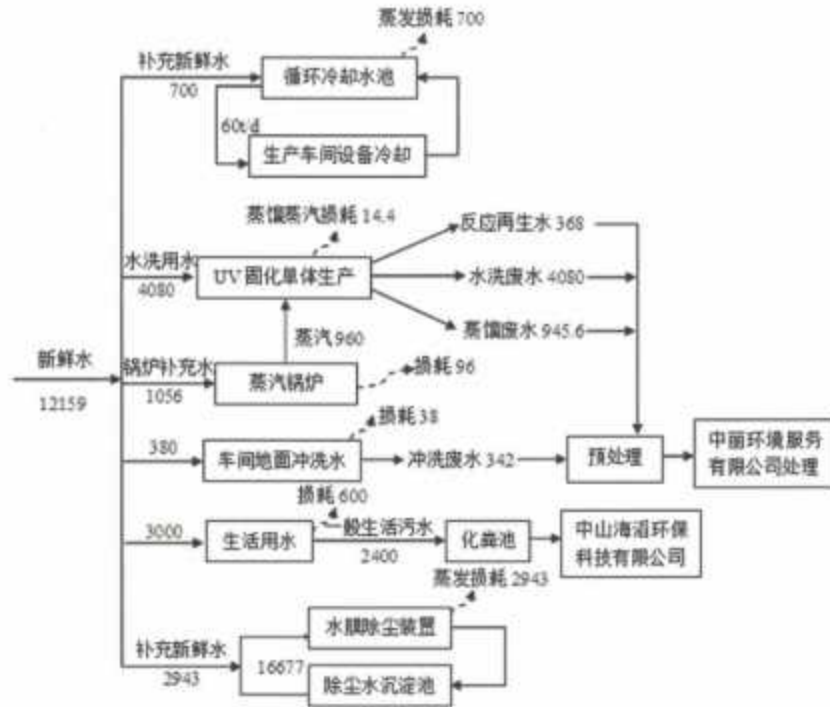 蒸发损耗 700
补充新鲜水
700
循环冷却水池
60t/d
生产车间设备冷却
蒸馏蒸汽损耗 14.4
反应再生水 368
水洗用水
4080
UV 固化单体生产
水洗废水 4080
蒸馏废水 945.6
蒸汽 960
新鲜水
12159
锅炉补充水
1056
蒸汽锅炉
损耗 96
损耗 38
380
车间地面冲洗水
冲洗废水 342
预处理
中丽环境服务
有限公司处理
损耗 600
3000
生活用水
一般生活污水
2400
化粪池
中山海滔环保
科技有限公司
蒸发损耗 2943
补充新鲜水
2943
16677
水膜除尘装置
除尘水沉淀池